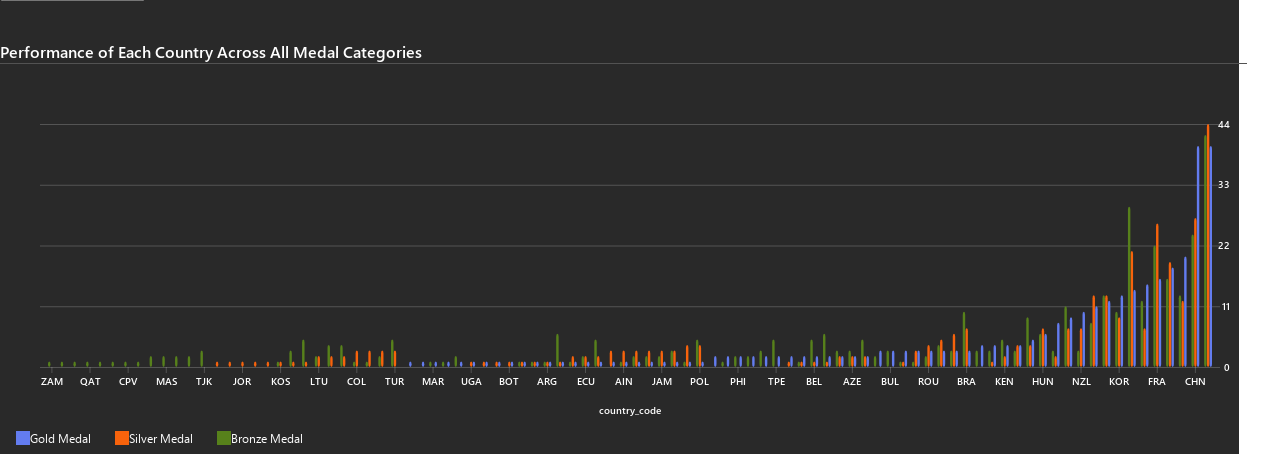 Performance of Each Country Across All Medal Categories
44
33
22
11
0
ZAM QAT CPV MAS TJK JOR KOS LTU COL TUR MAR UGA BOT ARG ECU AIN JAM POL PHI TPE BEL AZE BUL ROU BRA KEN HUN NZL KOR FRA CHN
country_code
Gold Medal Silver Medal Bronze Medal